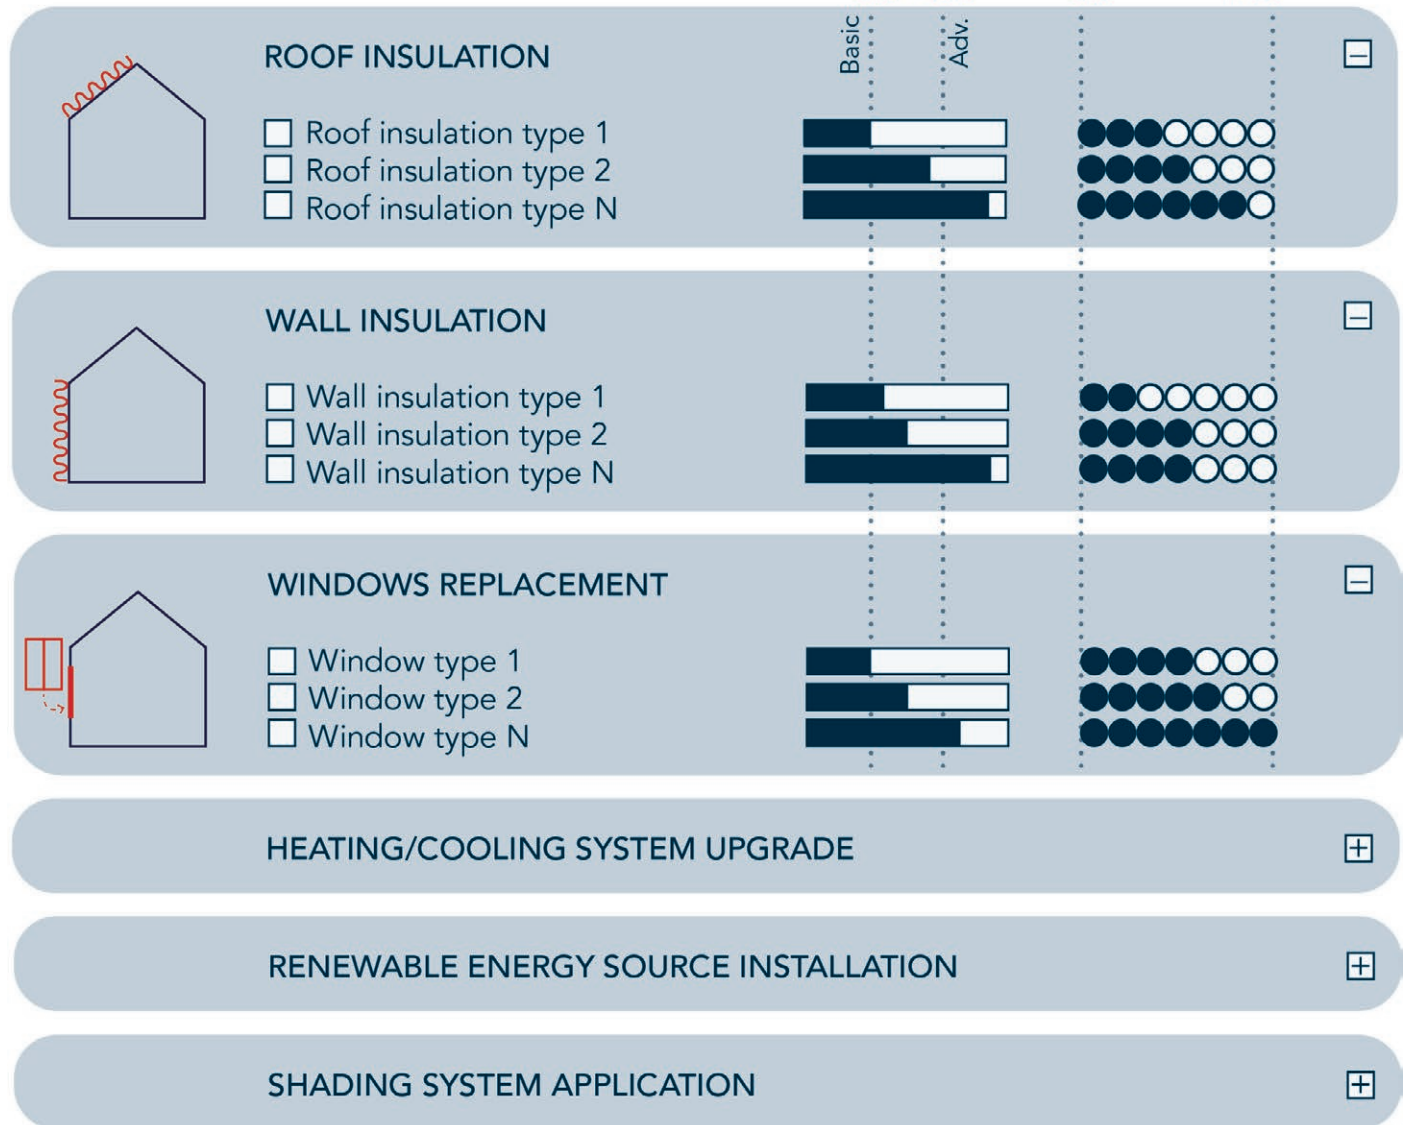 Basic
Adv.
ROOF INSULATION
Roof insulation type 1
Roof insulation type 2
Roof insulation type N
WALL INSULATION
Wall insulation type 1
Wall insulation type 2
Wall insulation type N
WINDOWS REPLACEMENT
Window type 1
Window type 2
Window type N
HEATING/COOLING SYSTEM UPGRADE
RENEWABLE ENERGY SOURCE INSTALLATION
SHADING SYSTEM APPLICATION